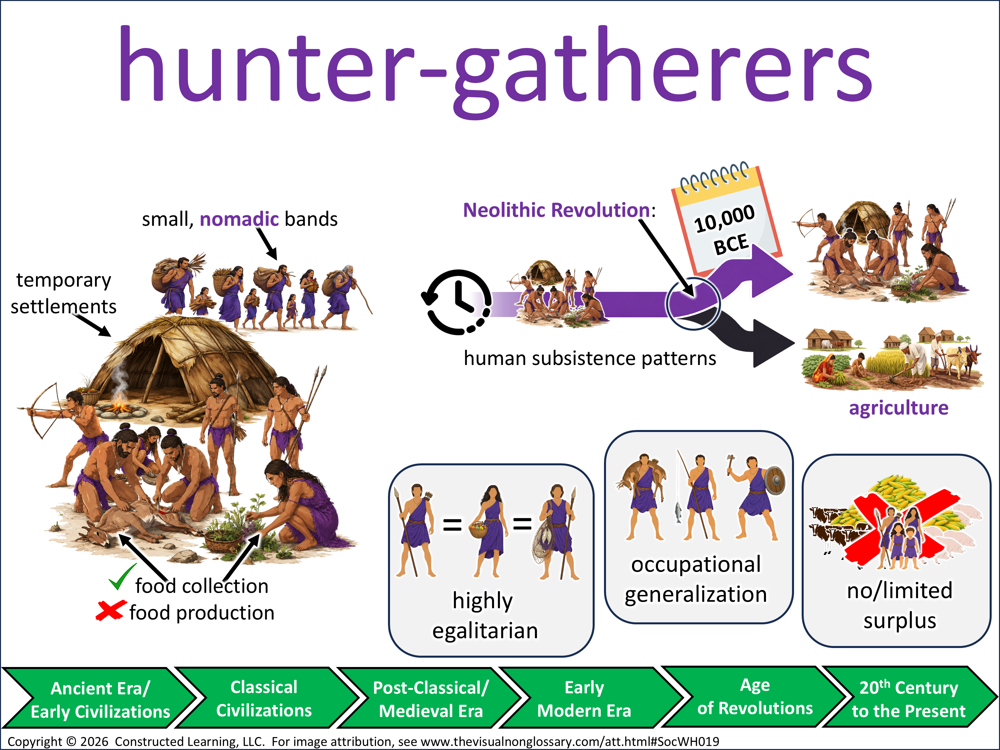 hunter-gatherers
small, nomadic bands
temporary
settlements
food collection
food production
Neolithic Revolution:
10,000
BCE
human subsistence patterns
agriculture
= =
highly
egalitarian
occupational
generalization
no/limited
surplus
Ancient Era/
Early Civilizations
Classical
Civilizations
Post-Classical/
Medieval Era
Early
Modern Era
Age
of Revolutions
20th Century
to the Present
Copyright © 2026 Constructed Learning, LLC. For image attribution, see www.thevisualnonglossary.com/att.html#SocWH019